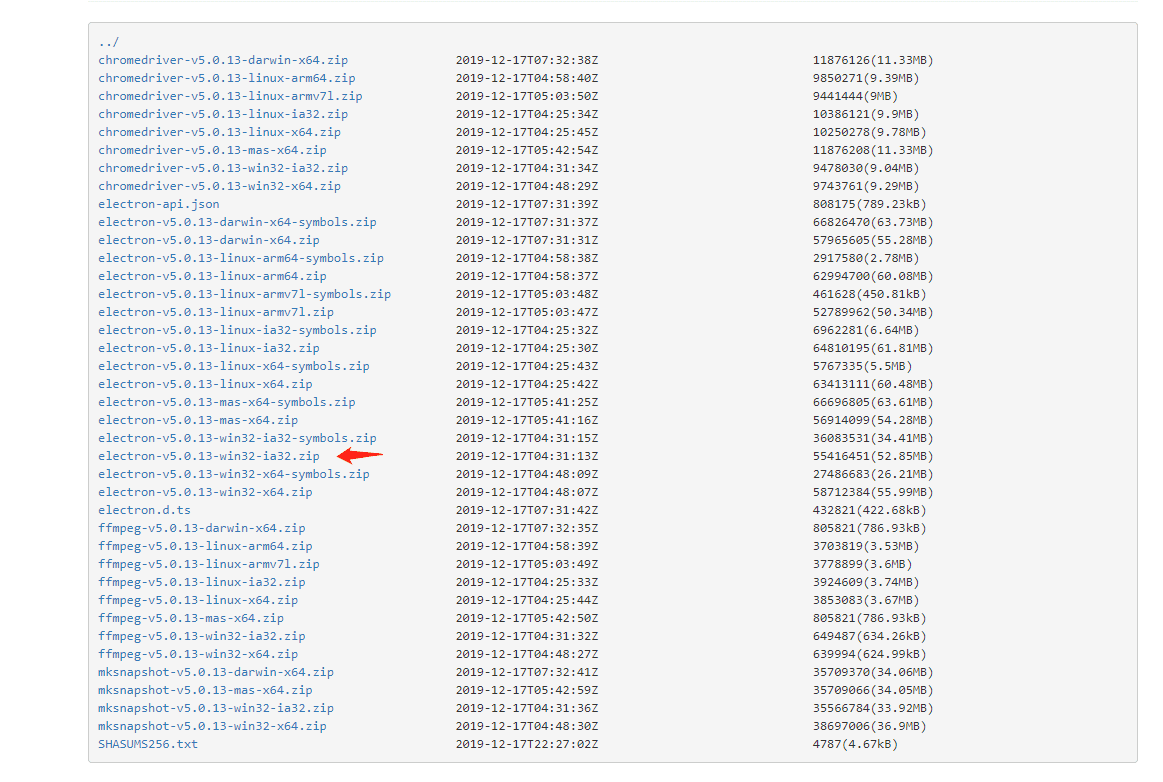 ../
chromedriver-v5.0.13-darwin-x64.zip 2019-12-17T07:32:38Z 11876126(11.33MB)
chromedriver-v5.0.13-linux-arm64.zip 2019-12-17T04:58:40Z 9850271(9.39MB)
chromedriver-v5.0.13-linux-armv7l.zip 2019-12-17T05:03:50Z 9441444(9MB)
chromedriver-v5.0.13-linux-ia32.zip 2019-12-17T04:25:34Z 10386121(9.9MB)
chromedriver-v5.0.13-linux-x64.zip 2019-12-17T04:25:45Z 10250278(9.78MB)
chromedriver-v5.0.13-mas-x64.zip 2019-12-17T05:42:54Z 11876208(11.33MB)
chromedriver-v5.0.13-win32-ia32.zip 2019-12-17T04:31:34Z 9478030(9.04MB)
chromedriver-v5.0.13-win32-x64.zip 2019-12-17T04:48:29Z 9743761(9.29MB)
electron-api.json 2019-12-17T07:31:39Z 808175(789.23kB)
electron-v5.0.13-darwin-x64-symbols.zip 2019-12-17T07:31:37Z 66826470(63.73MB)
electron-v5.0.13-darwin-x64.zip 2019-12-17T07:31:31Z 57965605(55.28MB)
electron-v5.0.13-linux-arm64-symbols.zip 2019-12-17T04:58:38Z 2917580(2.78MB)
electron-v5.0.13-linux-arm64.zip 2019-12-17T04:58:37Z 62994700(60.08MB)
electron-v5.0.13-linux-armv7l-symbols.zip 2019-12-17T05:03:48Z 461628(450.81kB)
electron-v5.0.13-linux-armv7l.zip 2019-12-17T05:03:47Z 52789962(50.34MB)
electron-v5.0.13-linux-ia32-symbols.zip 2019-12-17T04:25:32Z 6962281(6.64MB)
electron-v5.0.13-linux-ia32.zip 2019-12-17T04:25:30Z 64810195(61.81MB)
electron-v5.0.13-linux-x64-symbols.zip 2019-12-17T04:25:43Z 5767335(5.5MB)
electron-v5.0.13-linux-x64.zip 2019-12-17T04:25:42Z 63413111(60.48MB)
electron-v5.0.13-mas-x64-symbols.zip 2019-12-17T05:41:25Z 66696805(63.61MB)
electron-v5.0.13-mas-x64.zip 2019-12-17T05:41:16Z 56914099(54.28MB)
electron-v5.0.13-win32-ia32-symbols.zip 2019-12-17T04:31:15Z 36083531(34.41MB)
electron-v5.0.13-win32-ia32.zip 2019-12-17T04:31:13Z 55416451(52.85MB)
electron-v5.0.13-win32-x64-symbols.zip 2019-12-17T04:48:09Z 27486683(26.21MB)
electron-v5.0.13-win32-x64.zip 2019-12-17T04:48:07Z 58712384(55.99MB)
electron.d.ts 2019-12-17T07:31:42Z 432821(422.68kB)
ffmpeg-v5.0.13-darwin-x64.zip 2019-12-17T07:32:35Z 805821(786.93kB)
ffmpeg-v5.0.13-linux-arm64.zip 2019-12-17T04:58:39Z 3703819(3.53MB)
ffmpeg-v5.0.13-linux-armv7l.zip 2019-12-17T05:03:49Z 3778899(3.6MB)
ffmpeg-v5.0.13-linux-ia32.zip 2019-12-17T04:25:33Z 3924609(3.74MB)
ffmpeg-v5.0.13-linux-x64.zip 2019-12-17T04:25:44Z 3853083(3.67MB)
ffmpeg-v5.0.13-mas-x64.zip 2019-12-17T05:42:50Z 805821(786.93kB)
ffmpeg-v5.0.13-win32-ia32.zip 2019-12-17T04:31:32Z 649487(634.26kB)
ffmpeg-v5.0.13-win32-x64.zip 2019-12-17T04:48:27Z 639994(624.99kB)
mksnapshot-v5.0.13-darwin-x64.zip 2019-12-17T07:32:41Z 35709370(34.06MB)
mksnapshot-v5.0.13-mas-x64.zip 2019-12-17T05:42:59Z 35709066(34.05MB)
mksnapshot-v5.0.13-win32-ia32.zip 2019-12-17T04:31:36Z 35566784(33.92MB)
mksnapshot-v5.0.13-win32-x64.zip 2019-12-17T04:48:30Z 38697006(36.9MB)
SHASUMS256.txt 2019-12-17T22:27:02Z 4787(4.67kB)